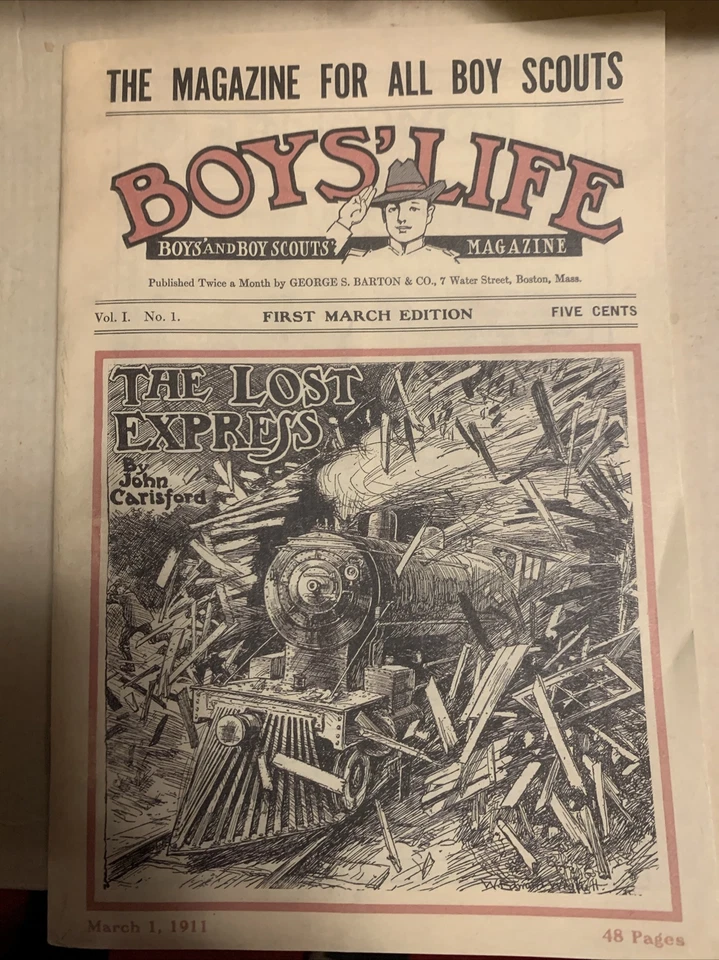 THE MAGAZINE FOR ALL BOY SCOUTS
BOYS' LIFE
BOYS' AND BOY SCOUTS' MAGAZINE
Published Twice a Month by GEORGE S. BARTON & CO., 7 Water Street, Boston, Mass.
Vol. I. No. 1. FIRST MARCH EDITION FIVE CENTS
THE LOST
EXPRESS
By
John
Carisford
March 1, 1911 48 Pages